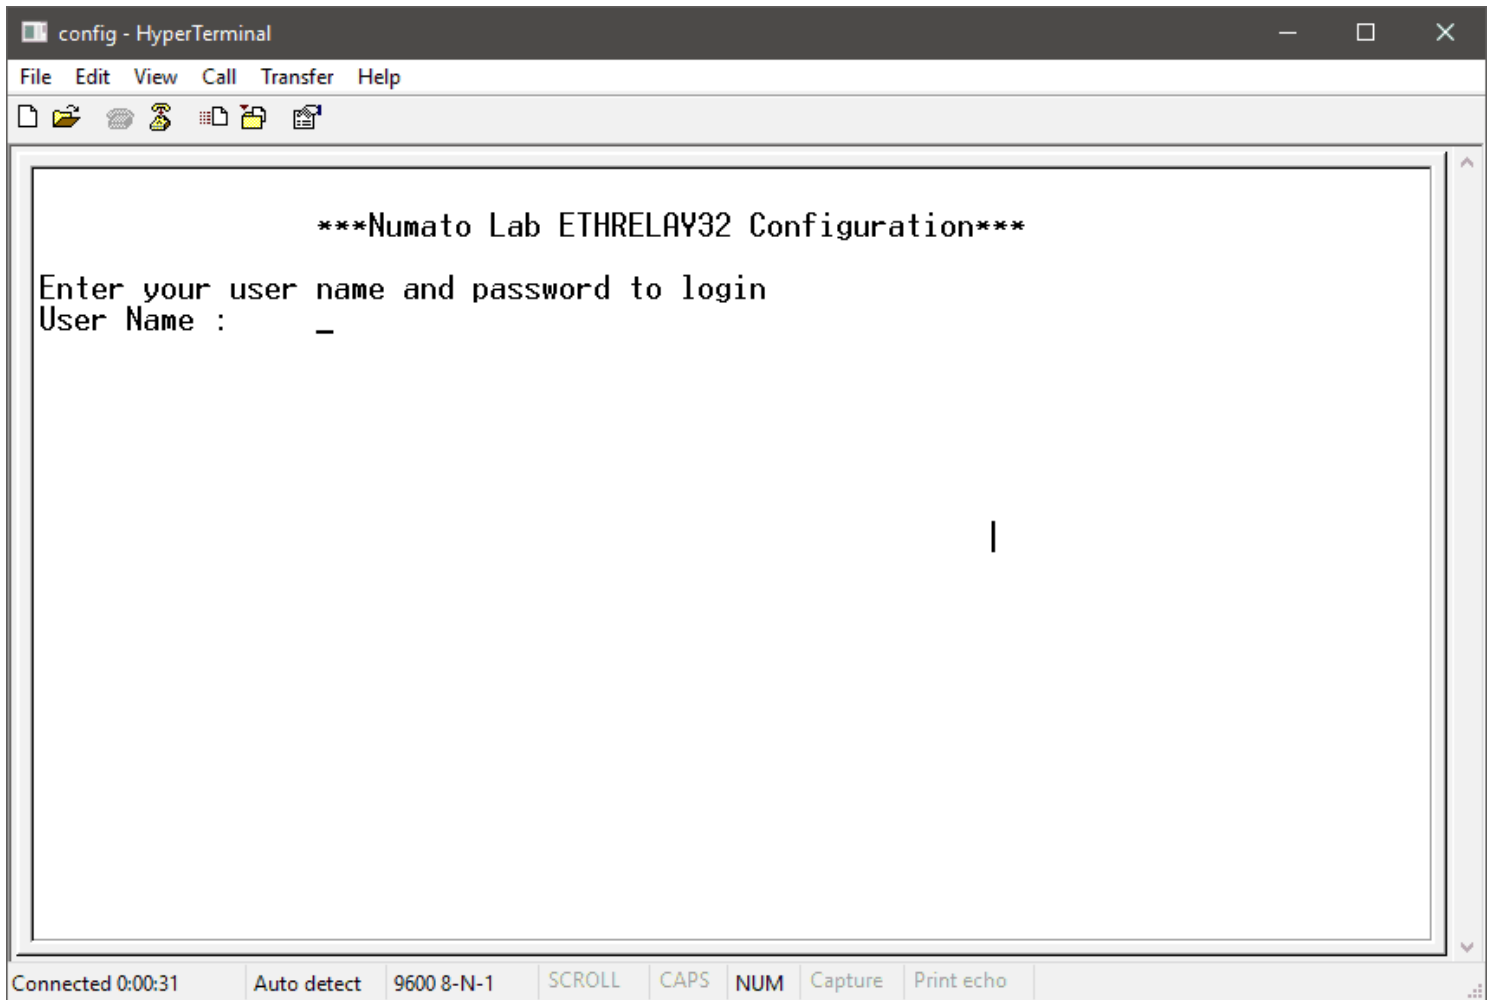 config - HyperTerminal
File Edit View Call Transfer Help
***Numato Lab ETHRELAY32 Configuration***
Enter your user name and password to login
User Name : _
Connected 0:00:31 Auto detect 9600 8-N-1 SCROLL CAPS NUM Capture Print echo